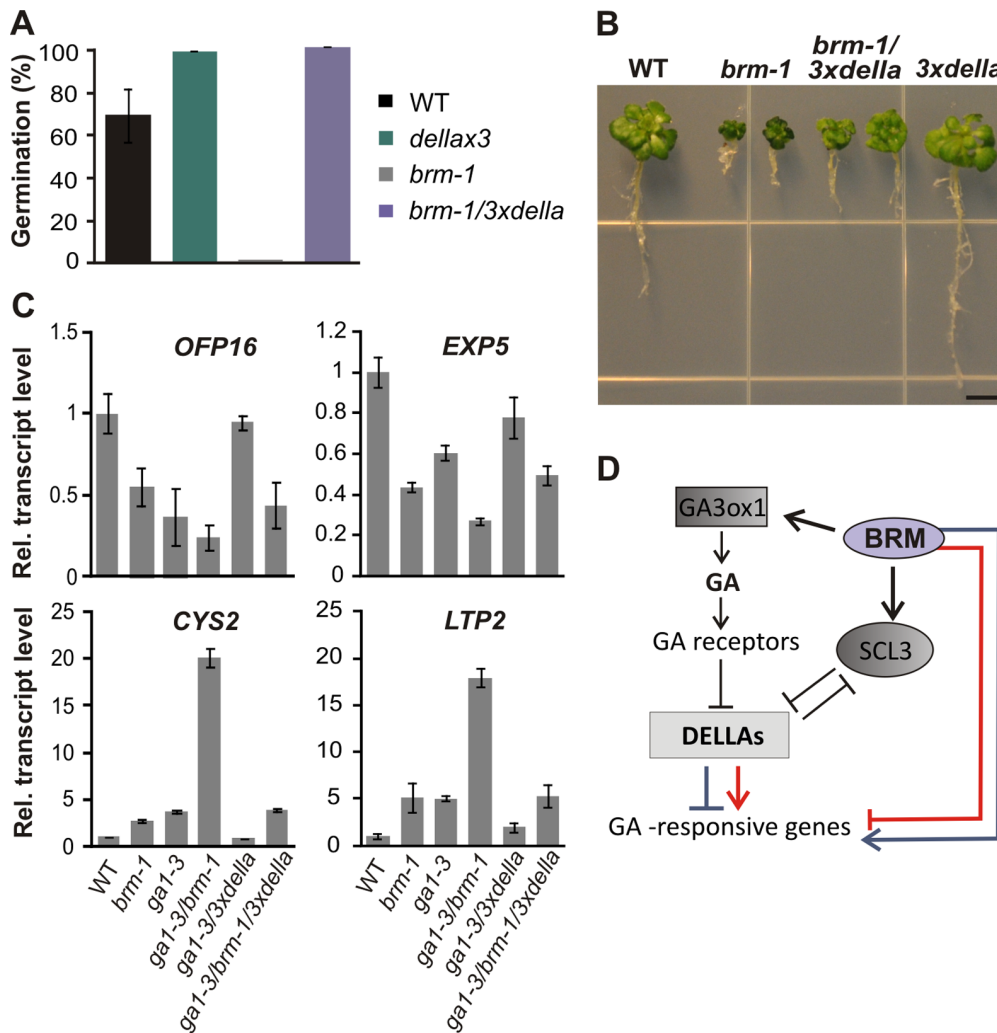 A
Germination (%)
100
80
60
40
20
0
WT
dellax3
brm-1
brm-1/3xdella
B
WT
brm-1
brm-1/
3xdella
3xdella
C
Rel. transcript level
1.5
1
0.5
0
OFP16
1.2
1
0.8
0.6
0.4
0.2
0
EXP5
Rel. transcript level
25
20
15
10
5
0
CYS2
25
20
15
10
5
0
LTP2
WT
brm-1
ga1-3
ga1-3/brm-1
ga1-3/3xdella
ga1-3/brm-1/3xdella
WT
brm-1
ga1-3
ga1-3/brm-1
ga1-3/3xdella
ga1-3/brm-1/3xdella
D
GA3ox1
BRM
GA
GA receptors
SCL3
DELLAs
GA -responsive genes